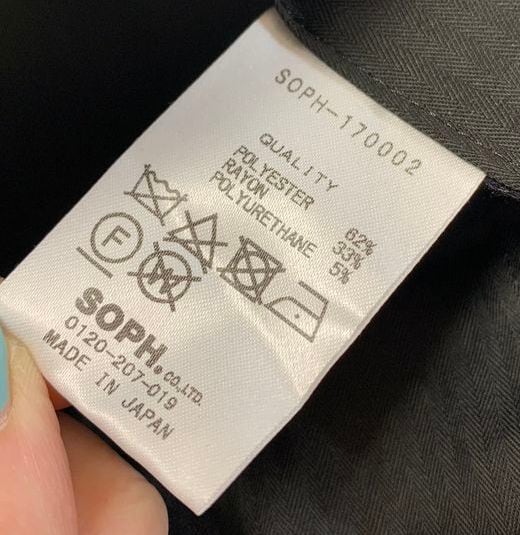 SOPH-170002
QUALITY
POLYESTER 62%
RAYON 33%
POLYURETHANE 5%
F
W
SOPH.CO.,LTD.
0120-207-019
MADE IN JAPAN